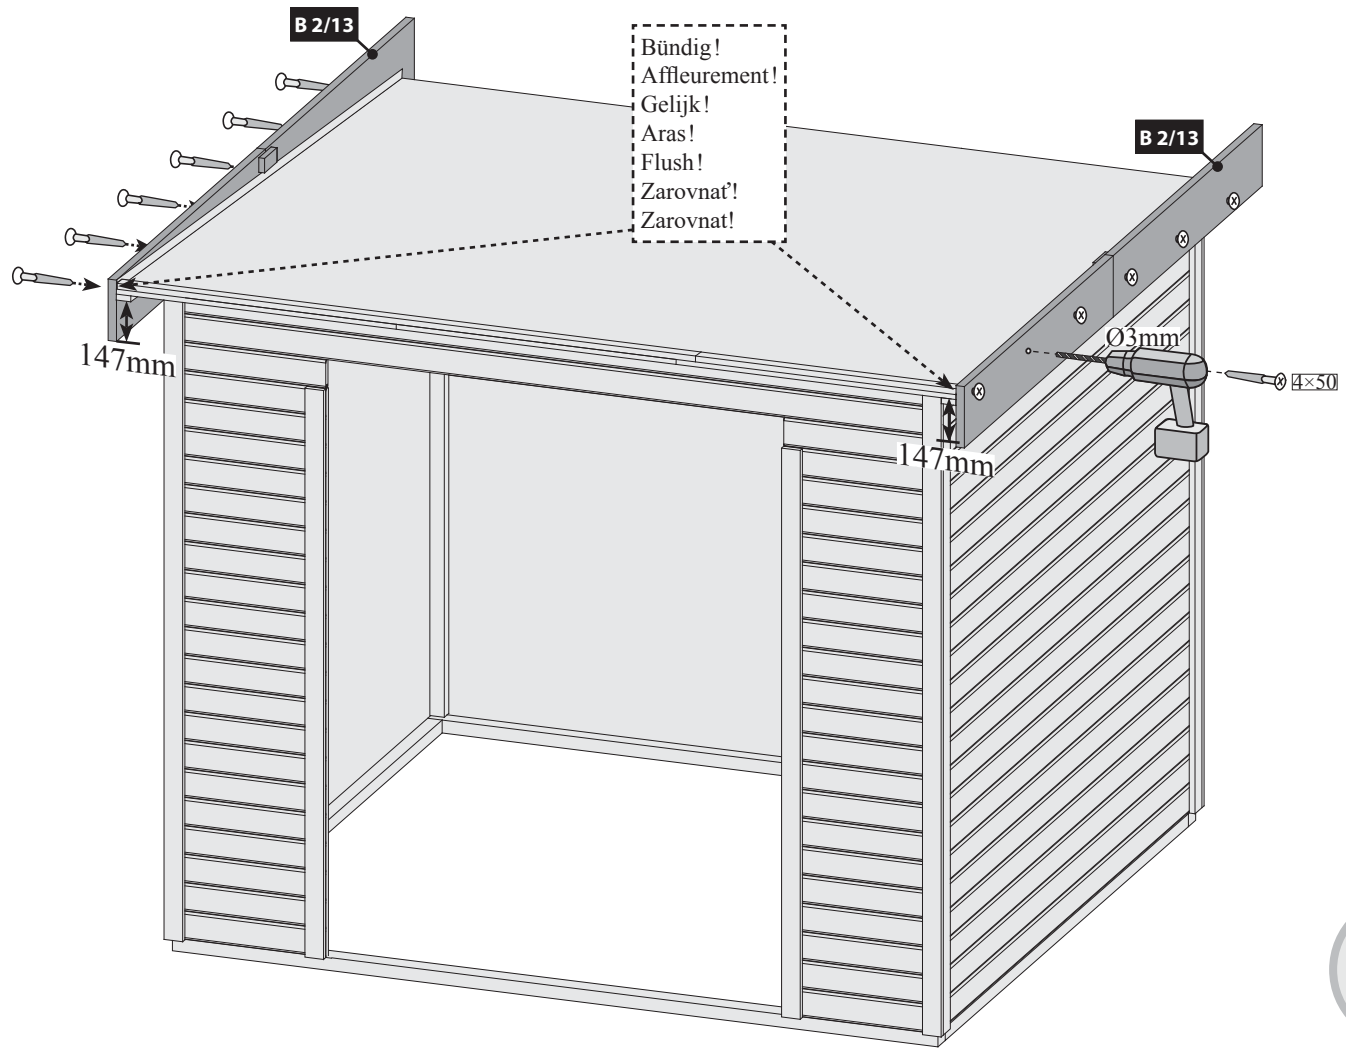 B 2/13
Bündig!
Affleurement!
Gelijk!
Aras!
Flush!
Zarovnať!
Zarovnat!
B 2/13
Ø3mm
4×50
147mm
147mm